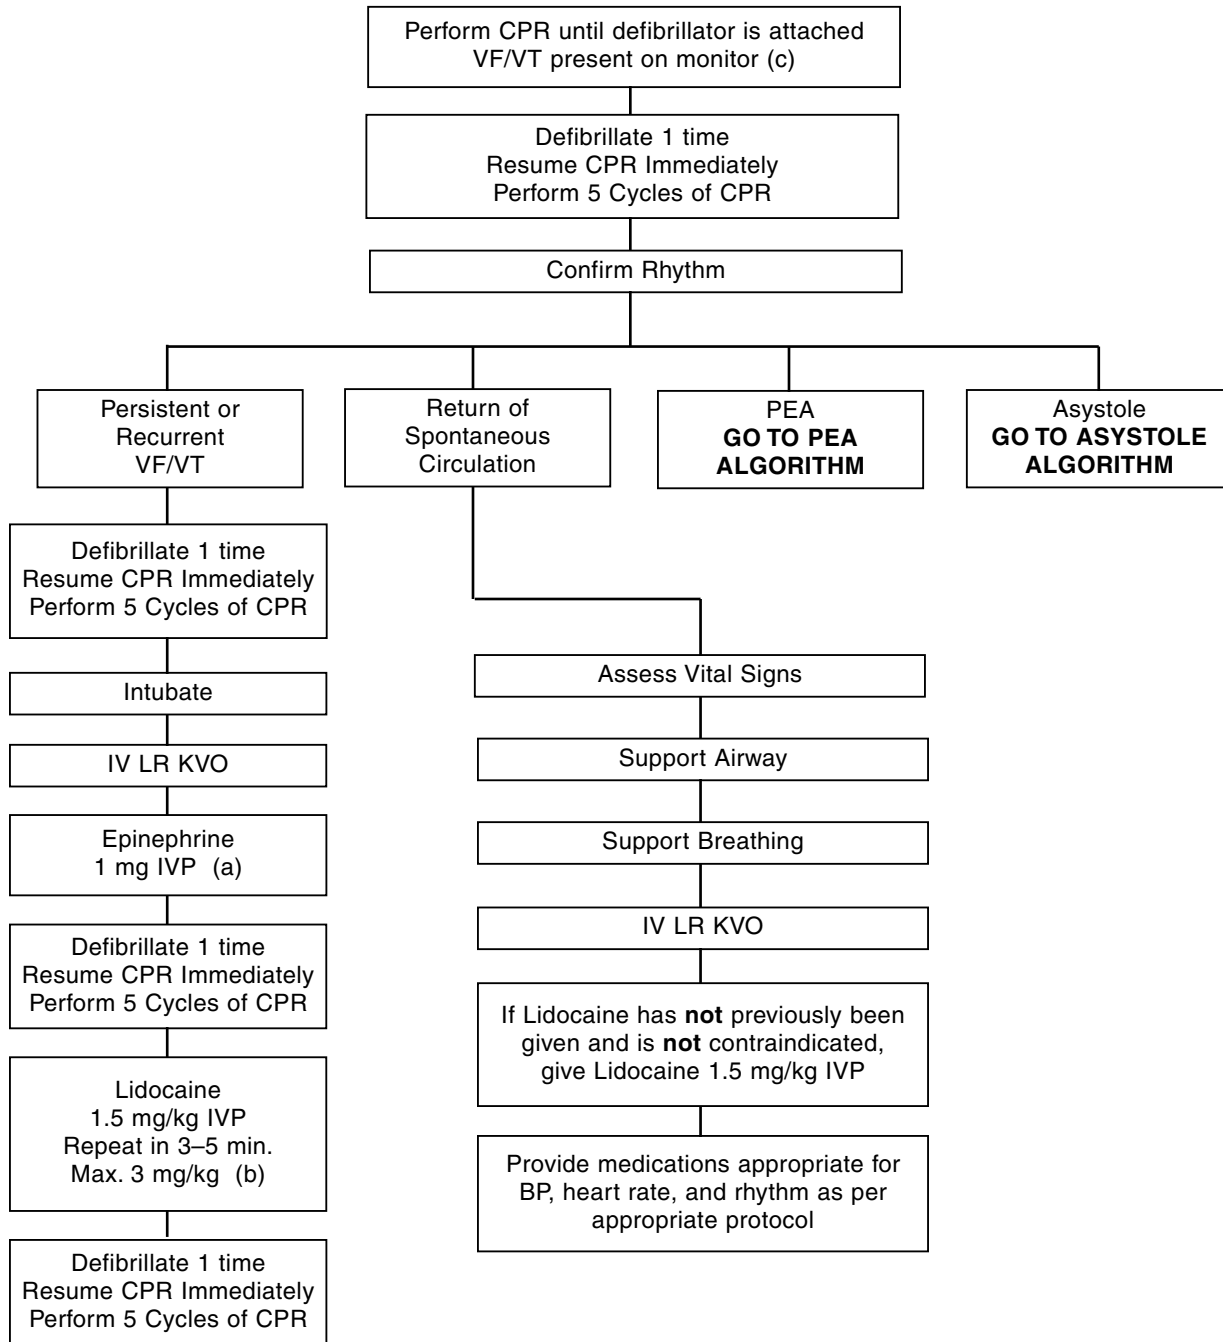 Perform CPR until defibrillator is attached
VF/VT present on monitor (c)
Defibrillate 1 time
Resume CPR Immediately
Perform 5 Cycles of CPR
Confirm Rhythm
Persistent or
Recurrent
VF/VT
Return of
Spontaneous
Circulation
PEA
GO TO PEA
ALGORITHM
Asystole
GO TO ASYSTOLE
ALGORITHM
Defibrillate 1 time
Resume CPR Immediately
Perform 5 Cycles of CPR
Intubate
IV LR KVO
Epinephrine
1 mg IVP (a)
Defibrillate 1 time
Resume CPR Immediately
Perform 5 Cycles of CPR
Lidocaine
1.5 mg/kg IVP
Repeat in 3–5 min.
Max. 3 mg/kg (b)
Defibrillate 1 time
Resume CPR Immediately
Perform 5 Cycles of CPR
Assess Vital Signs
Support Airway
Support Breathing
IV LR KVO
If Lidocaine has not previously been
given and is not contraindicated,
give Lidocaine 1.5 mg/kg IVP
Provide medications appropriate for
BP, heart rate, and rhythm as per
appropriate protocol